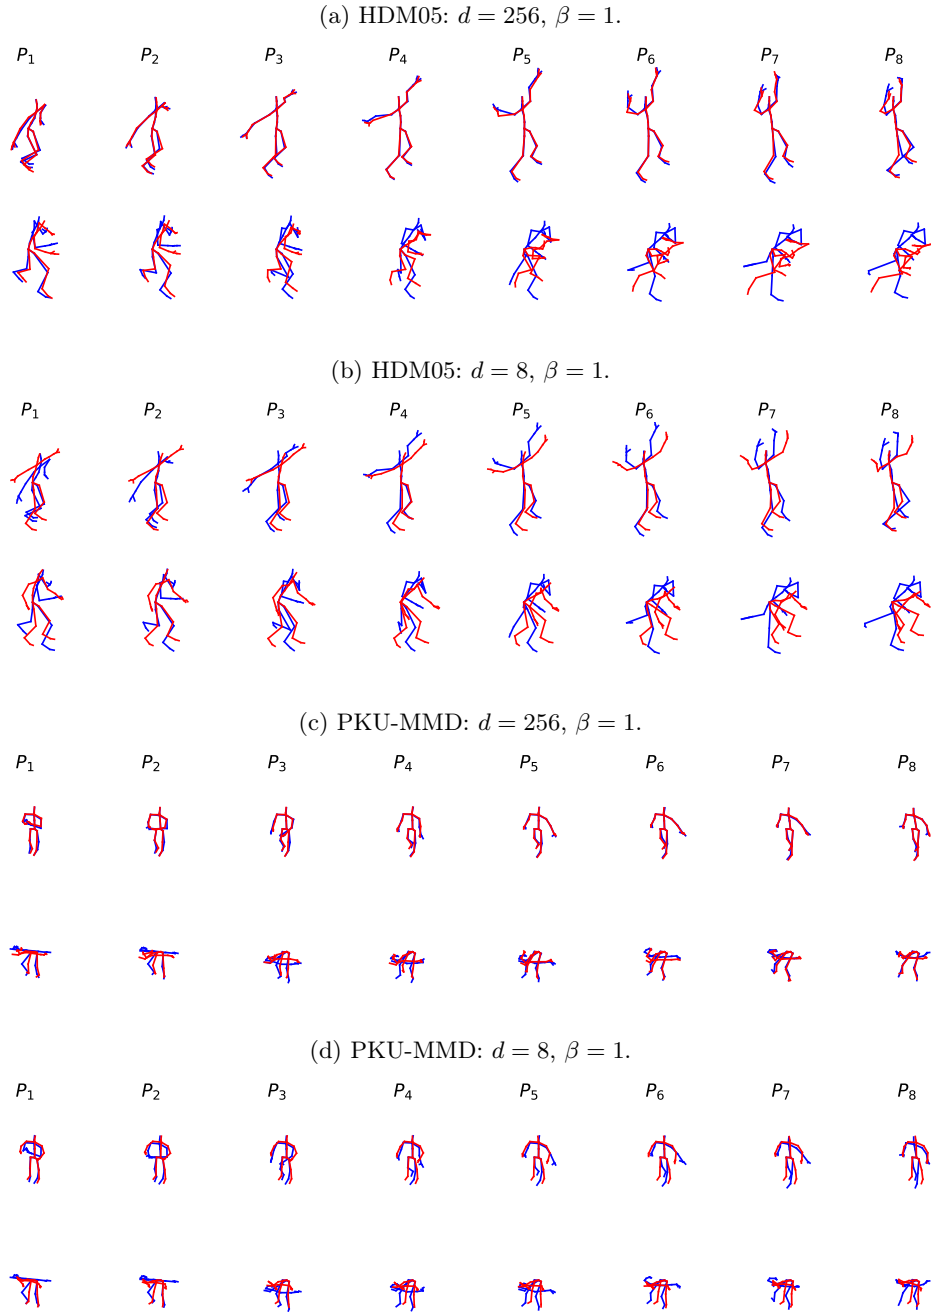 (a) HDM05: d = 256, β = 1.
P₁ P₂ P₃ P₄ P₅ P₆ P₇ P₈
(b) HDM05: d = 8, β = 1.
P₁ P₂ P₃ P₄ P₅ P₆ P₇ P₈
(c) PKU-MMD: d = 256, β = 1.
P₁ P₂ P₃ P₄ P₅ P₆ P₇ P₈
(d) PKU-MMD: d = 8, β = 1.
P₁ P₂ P₃ P₄ P₅ P₆ P₇ P₈